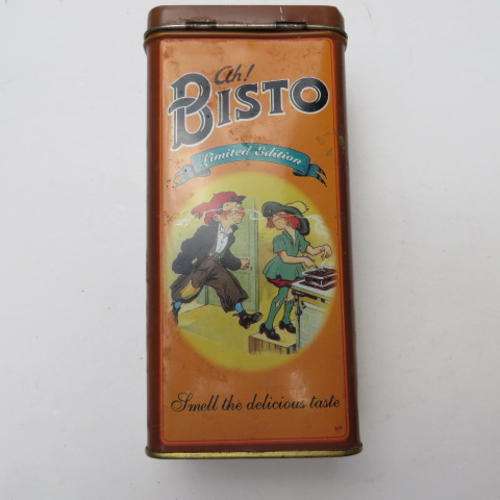 Ah!
BISTO
Limited Edition
Smell the delicious taste